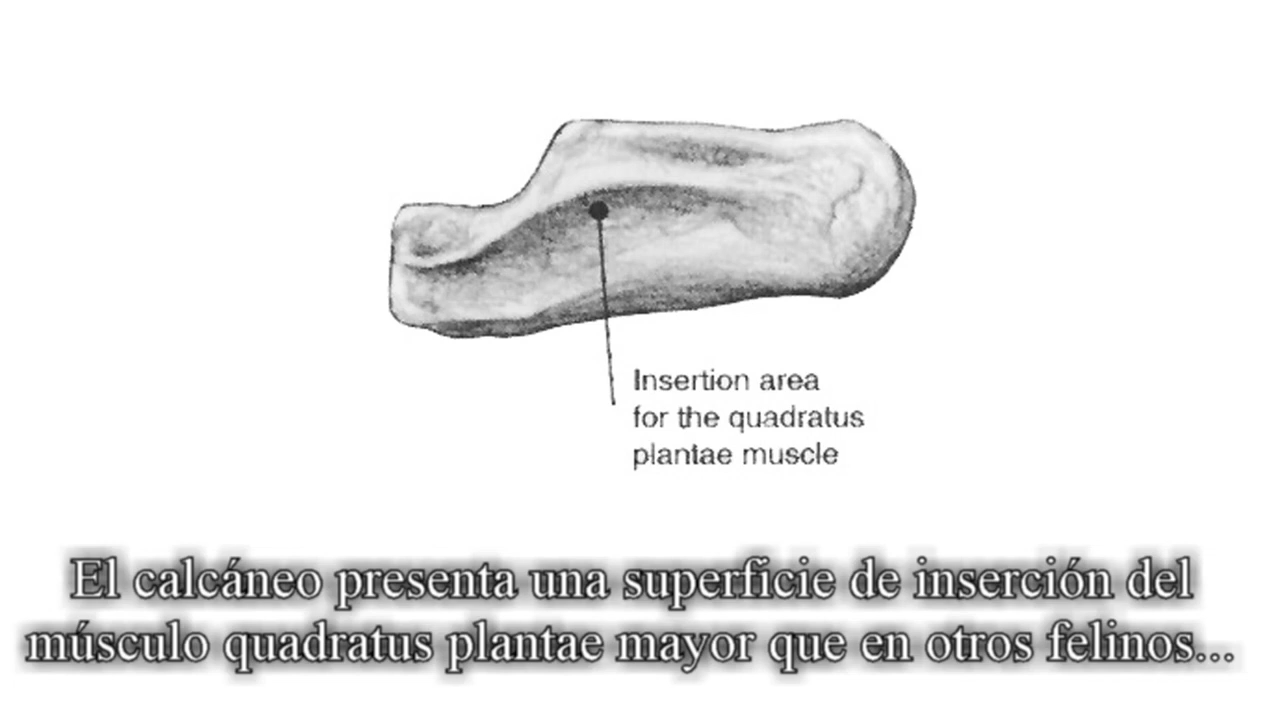 Insertion area
for the quadratus
plantae muscle
El calcáneo presenta una superficie de inserción del
músculo quadratus plantae mayor que en otros felinos...